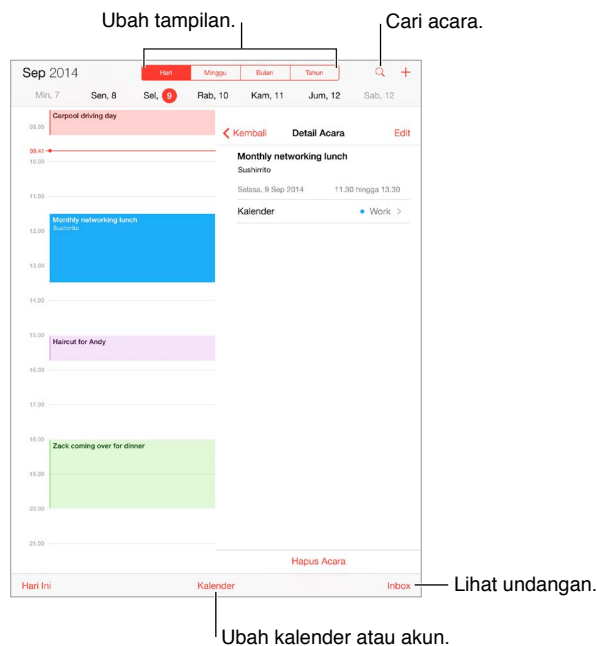 Ubah tampilan.
Cari acara.
Sep 2014
Hari Minggu Bulan Tahun
Min, 7 Sen, 8 Sel, 9 Rab, 10 Kam, 11 Jum, 12 Sab, 12
Carpool driving day
09.00
Kembali Detail Acara Edit
09.41
10.00
Monthly networking lunch
Sushirrito
Selasa, 9 Sep 2014 11.30 hingga 13.30
11.00
Kalender Work
Monthly networking lunch
Sushirrito
12.00
13.00
14.00
15.00
Haircut for Andy
16.00
17.00
18.00
Zack coming over for dinner
19.00
20.00
21.00
Hapus Acara
Hari Ini Kalender Inbox
Lihat undangan.
Ubah kalender atau akun.